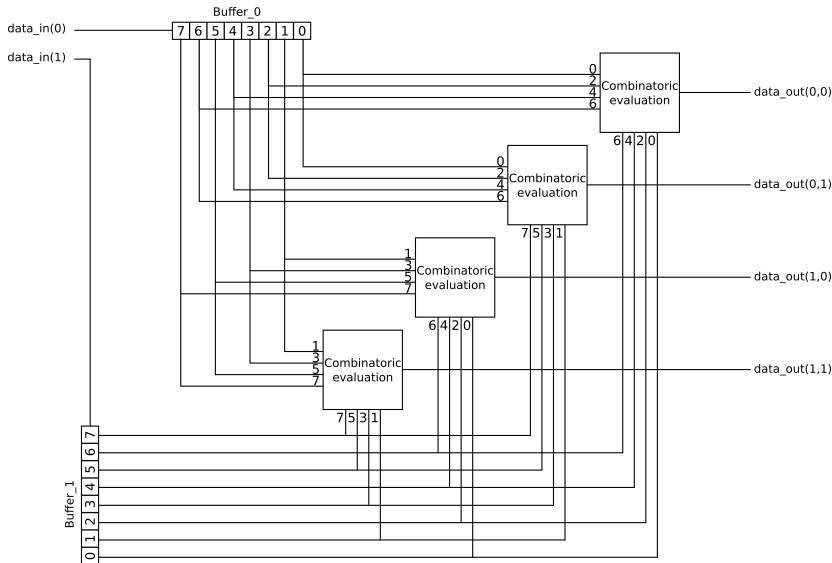 Buffer_0
data_in(0)
7 6 5 4 3 2 1 0
data_in(1)
0
2
4
6
Combinatoric
evaluation
data_out(0,0)
6 4 2 0
0
2
4
6
Combinatoric
evaluation
data_out(0,1)
7 5 3 1
1
3
5
7
Combinatoric
evaluation
data_out(1,0)
6 4 2 0
1
3
5
7
Combinatoric
evaluation
data_out(1,1)
7 5 3 1
Buffer_1
7
6
5
4
3
2
1
0